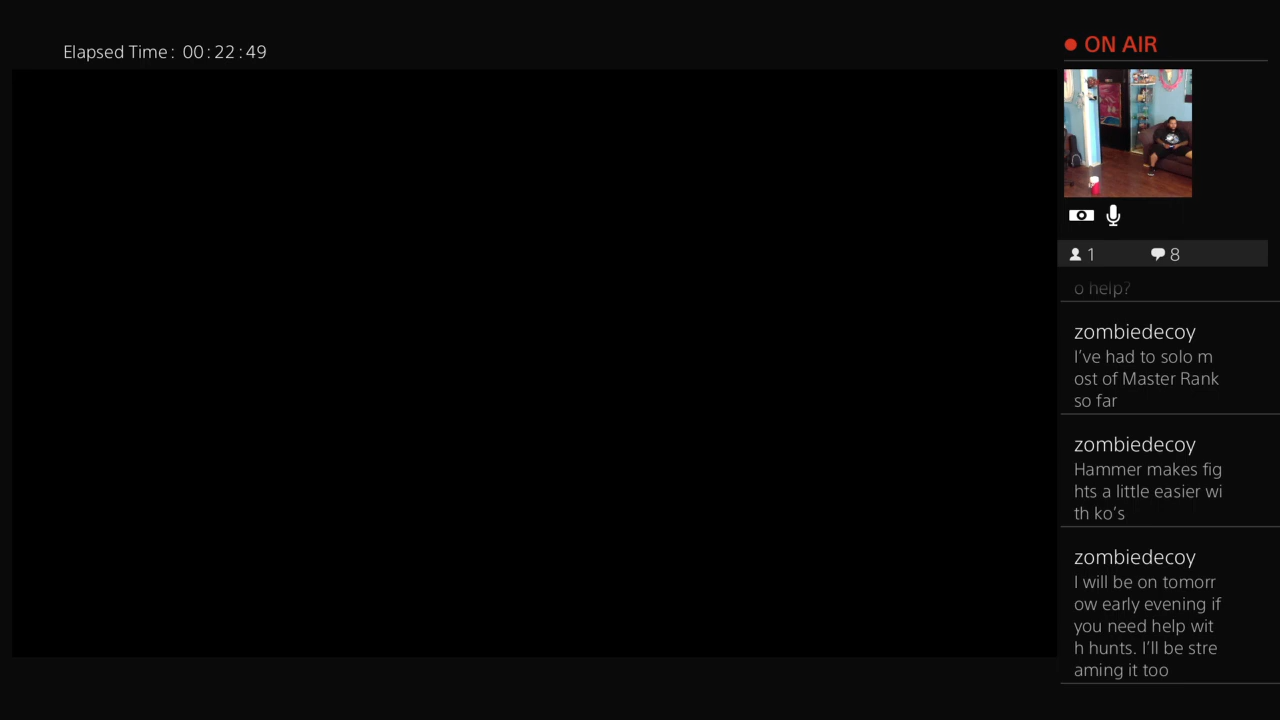 Elapsed Time: 00:22:49
ON AIR
1 8
o help?
zombiedecoy
I've had to solo m
ost of Master Rank
so far
zombiedecoy
Hammer makes fig
hts a little easier wi
th ko's
zombiedecoy
I will be on tomorr
ow early evening if
you need help wit
h hunts. I'll be stre
aming it too